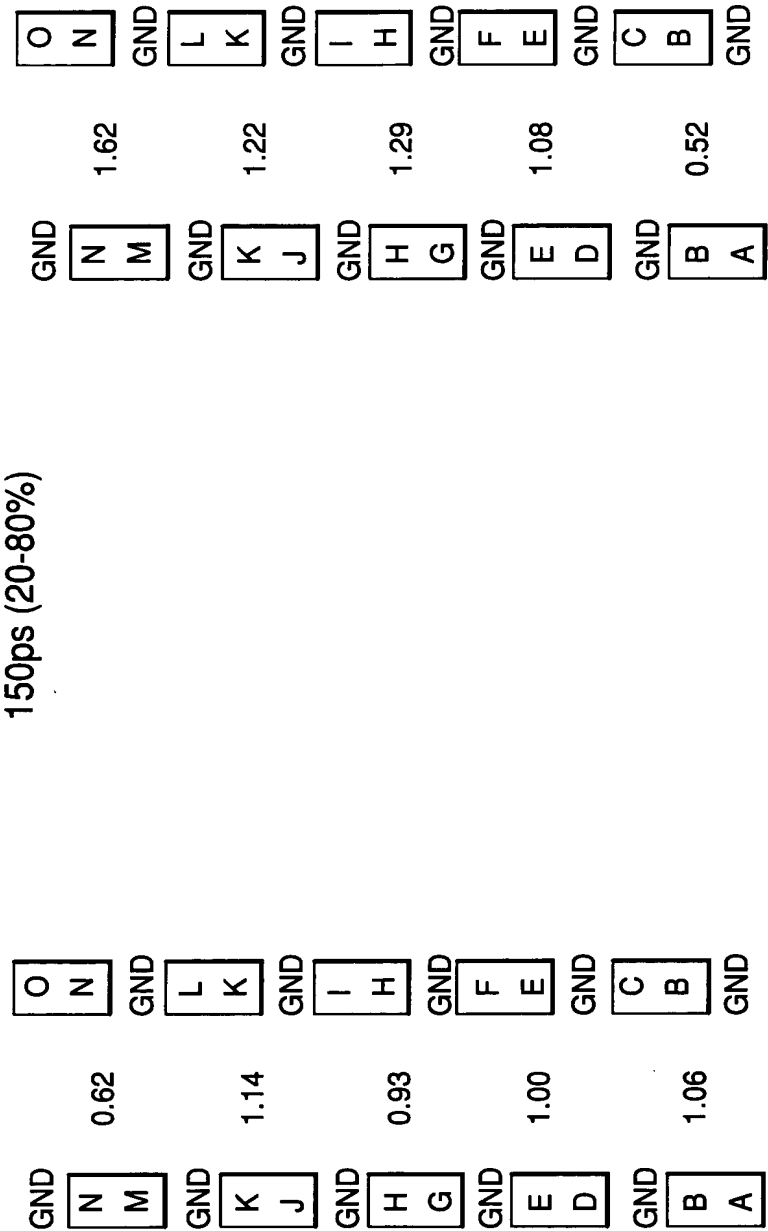 150ps (20-80%)
GND O GND O
N N N N
0.62 1.62
M GND M GND
GND L GND L
K K K K
1.14 1.22
J GND J GND
GND I GND I
H H H H
0.93 1.29
G GND G GND
GND F GND F
E E E E
1.00 1.08
D GND D GND
GND C GND C
B B B B
1.06 0.52
A GND A GND